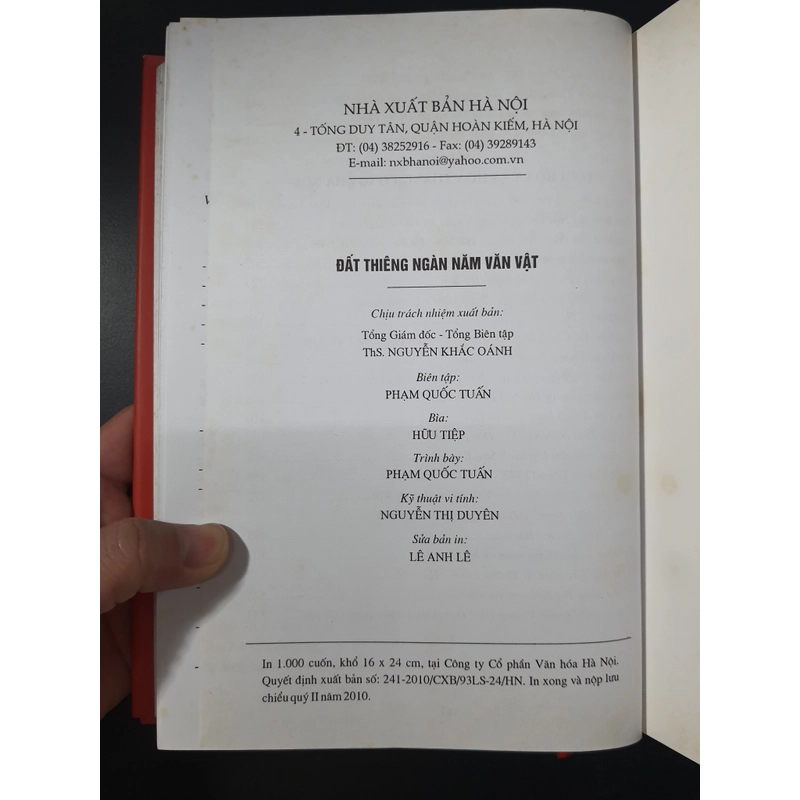 NHÀ XUẤT BẢN HÀ NỘI
4 - TỐNG DUY TÂN, QUẬN HOÀN KIẾM, HÀ NỘI
ĐT: (04) 38252916 - Fax: (04) 39289143
E-mail: nxbhanoi@yahoo.com.vn
ĐẤT THIÊNG NGÀN NĂM VĂN VẬT
Chịu trách nhiệm xuất bản:
Tổng Giám đốc - Tổng Biên tập
ThS. NGUYỄN KHẮC OÁNH
Biên tập:
PHẠM QUỐC TUẤN
Bìa:
HỮU TIỆP
Trình bày:
PHẠM QUỐC TUẤN
Kỹ thuật vi tính:
NGUYỄN THỊ DUYÊN
Sửa bản in:
LÊ ANH LÊ
In 1.000 cuốn, khổ 16 x 24 cm, tại Công ty Cổ phần Văn hóa Hà Nội.
Quyết định xuất bản số: 241-2010/CXB/93LS-24/HN. In xong và nộp lưu
chiểu quý II năm 2010.